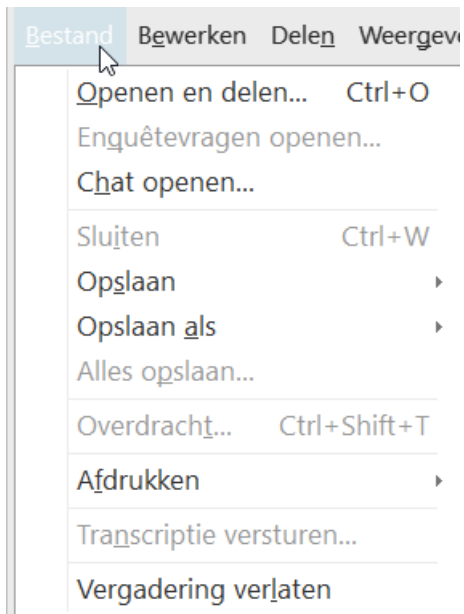 Bestand Bewerken Delen Weergeve
Openen en delen... Ctrl+O
Enquêtevragen openen...
Chat openen...
Sluiten Ctrl+W
Opslaan
Opslaan als
Alles opslaan...
Overdracht... Ctrl+Shift+T
Afdrukken
Transcriptie versturen...
Vergadering verlaten